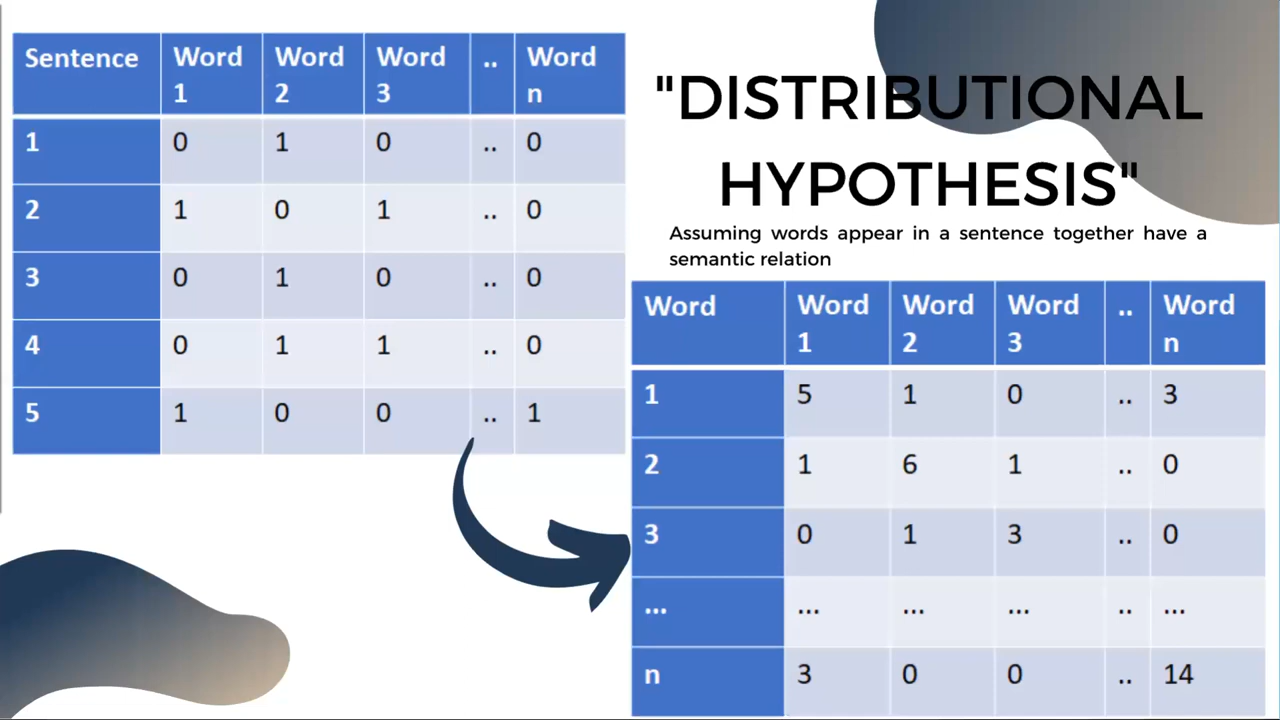 Sentence Word 1 Word 2 Word 3 .. Word n
1 0 1 0 .. 0
2 1 0 1 .. 0
3 0 1 0 .. 0
4 0 1 1 .. 0
5 1 0 0 .. 1
"DISTRIBUTIONAL
HYPOTHESIS"
Assuming words appear in a sentence together have a
semantic relation
Word Word 1 Word 2 Word 3 .. Word n
1 5 1 0 .. 3
2 1 6 1 .. 0
3 0 1 3 .. 0
... ... ... ... .. ...
n 3 0 0 .. 14